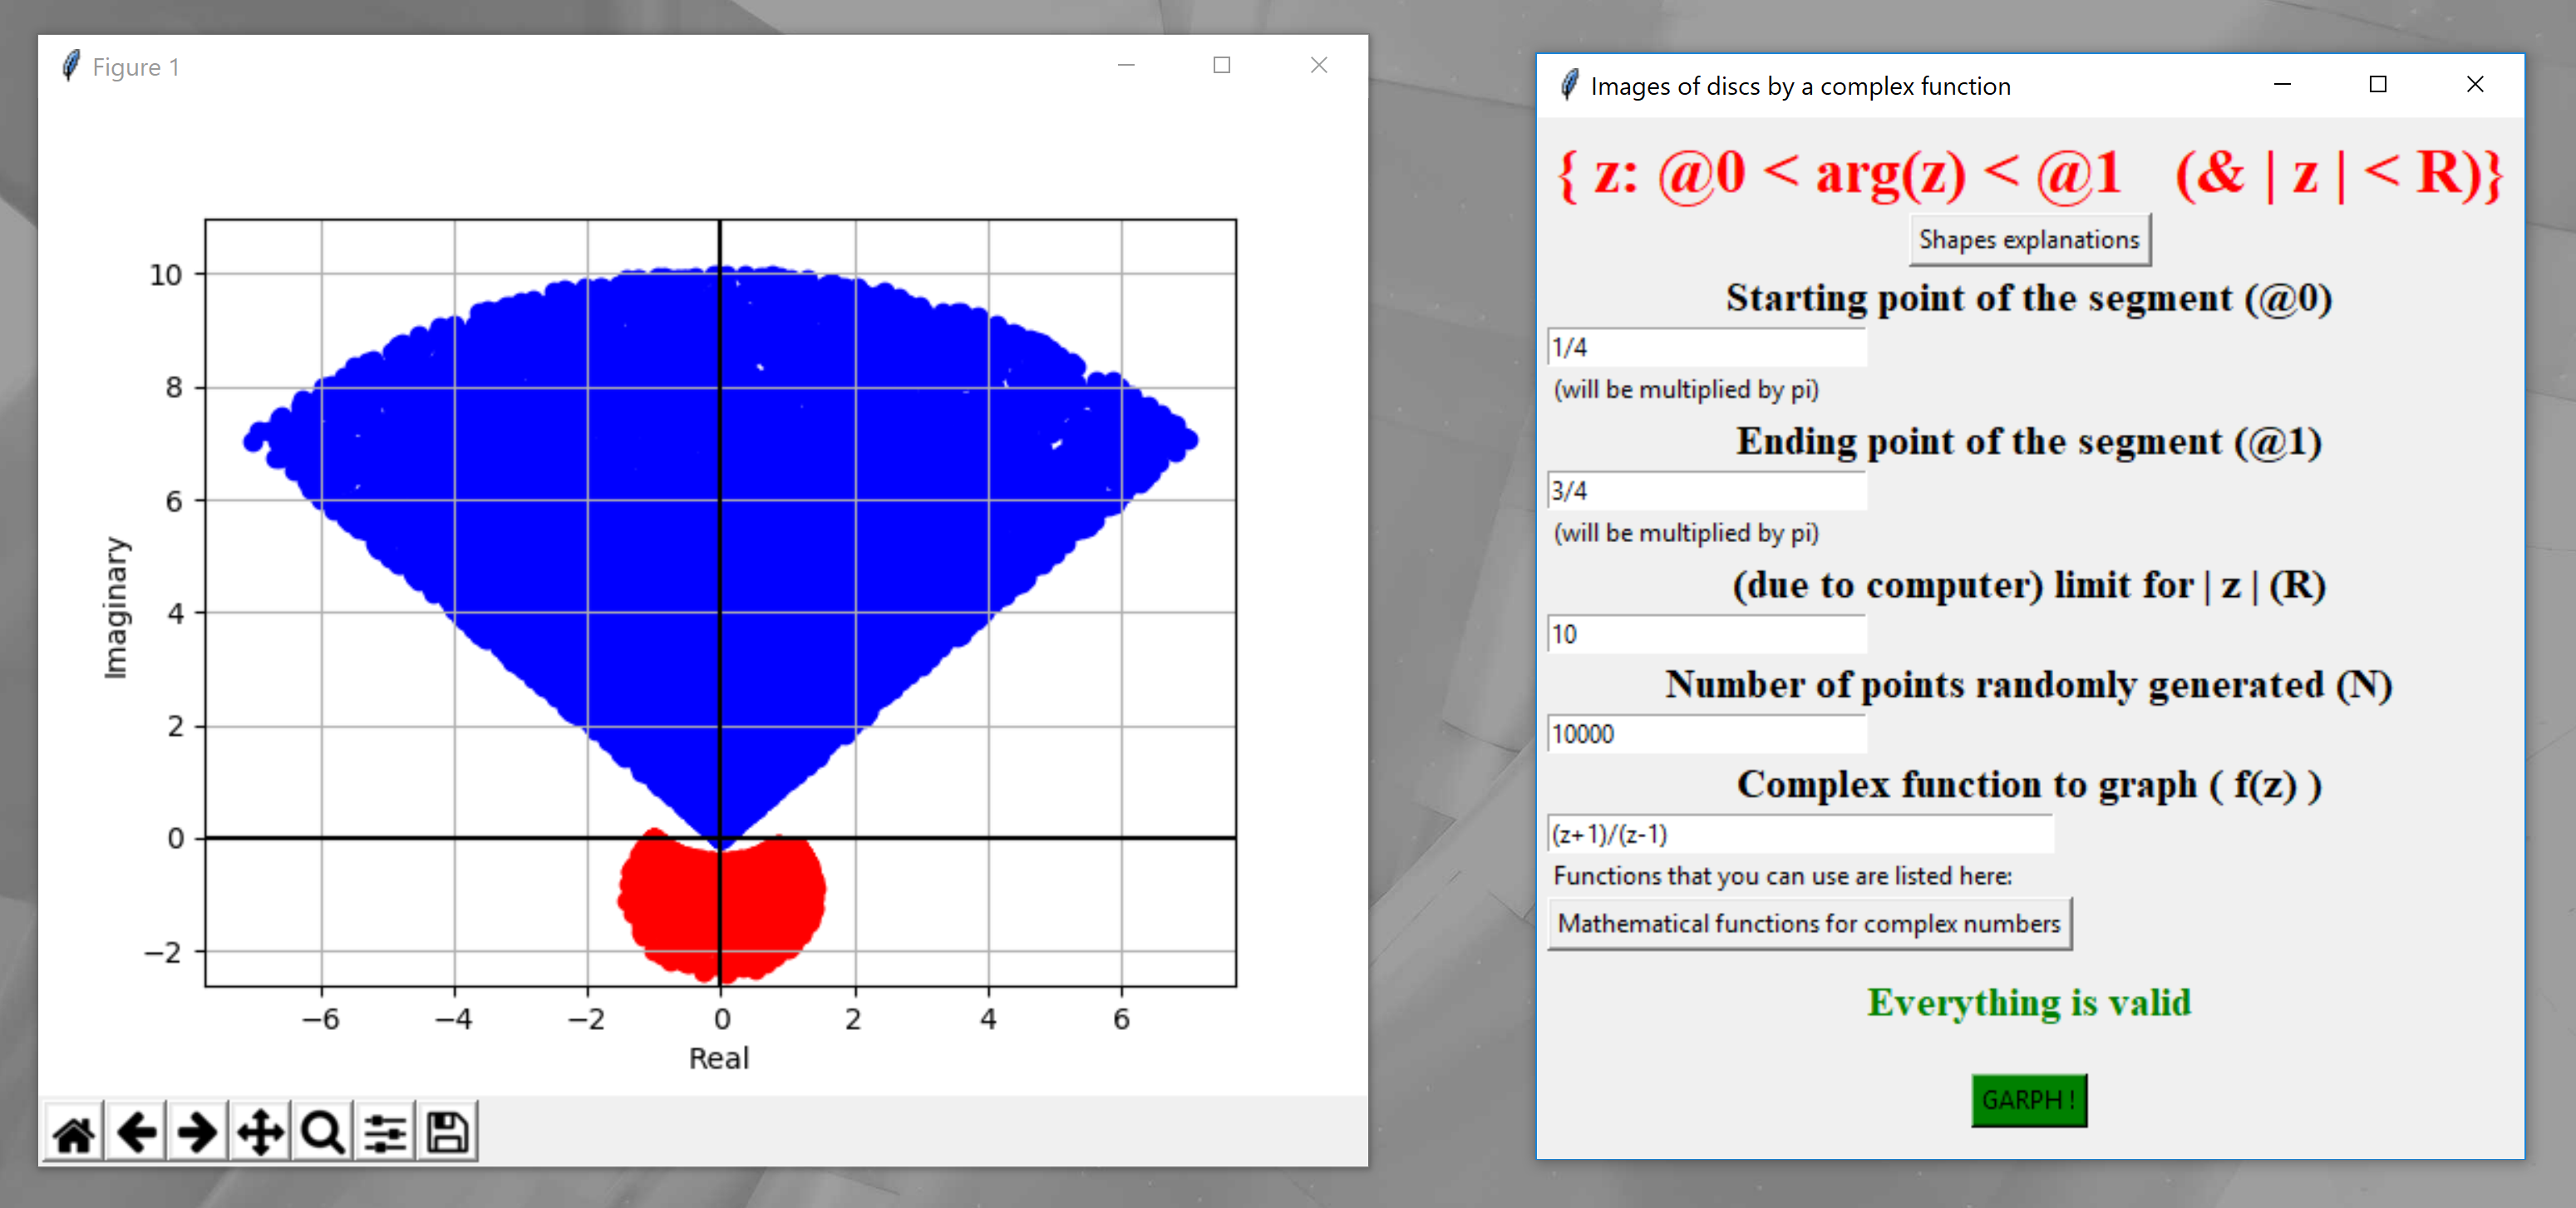 Figure 1
10
8
6
4
2
0
−2
Imaginary
−6 −4 −2 0 2 4 6
Real
Images of discs by a complex function
{ z: @0 < arg(z) < @1 (& | z | < R)}
Shapes explanations
Starting point of the segment (@0)
1/4
(will be multiplied by pi)
Ending point of the segment (@1)
3/4
(will be multiplied by pi)
(due to computer) limit for | z | (R)
10
Number of points randomly generated (N)
10000
Complex function to graph ( f(z) )
(z+1)/(z-1)
Functions that you can use are listed here:
Mathematical functions for complex numbers
Everything is valid
GARPH !